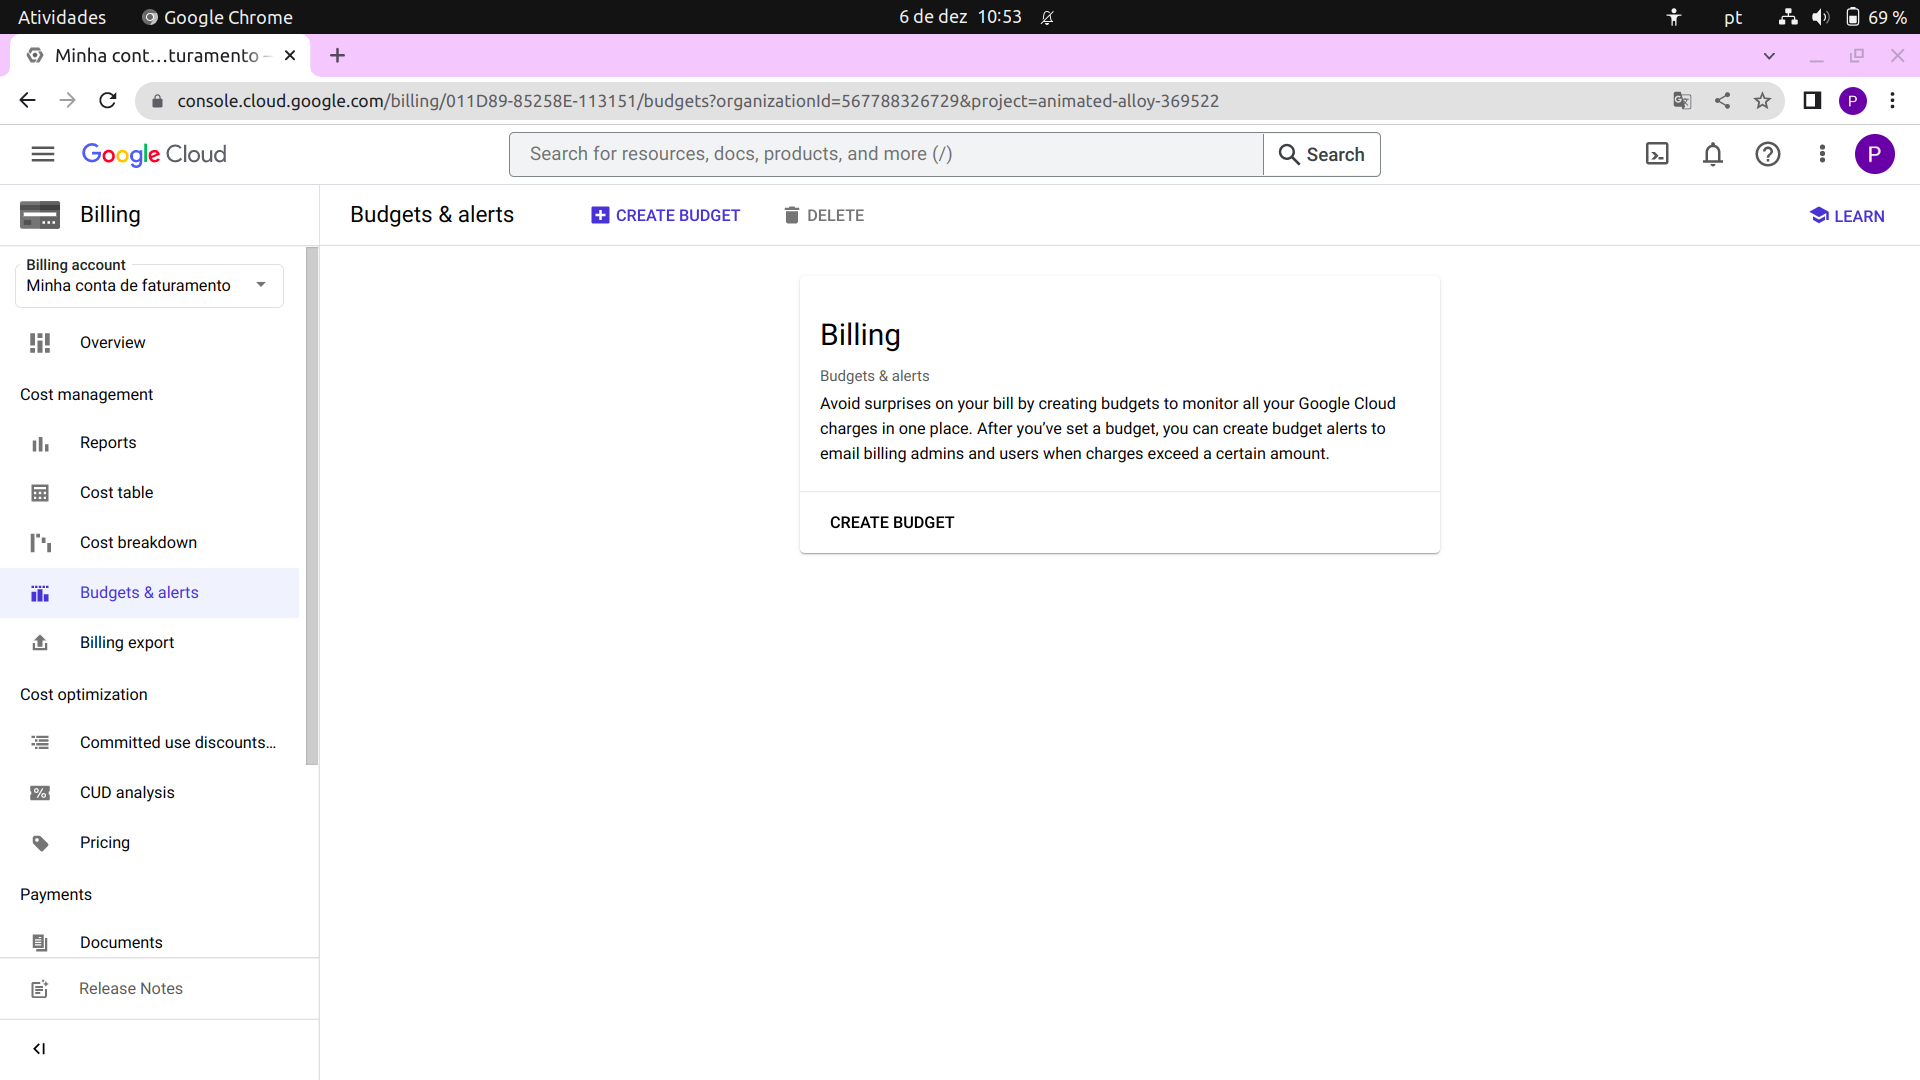 Atividades
Google Chrome
6 de dez 10:53
pt
69 %
Minha cont…turamento –
console.cloud.google.com/billing/011D89-85258E-113151/budgets?organizationId=567788326729&project=animated-alloy-369522
P
Google Cloud
Search for resources, docs, products, and more (/)
Search
P
Billing
Budgets & alerts
CREATE BUDGET
DELETE
LEARN
Billing account
Minha conta de faturamento
Overview
Cost management
Reports
Cost table
Cost breakdown
Budgets & alerts
Billing export
Cost optimization
Committed use discounts...
CUD analysis
Pricing
Payments
Documents
Release Notes
Billing
Budgets & alerts
Avoid surprises on your bill by creating budgets to monitor all your Google Cloud
charges in one place. After you’ve set a budget, you can create budget alerts to
email billing admins and users when charges exceed a certain amount.
CREATE BUDGET